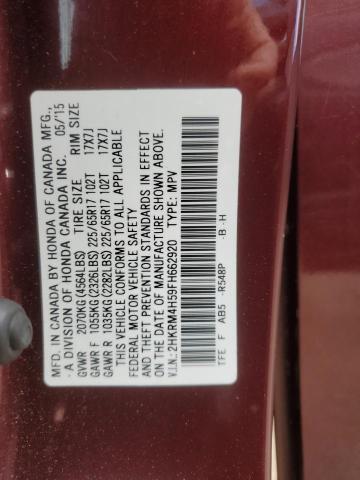 MFD. IN CANADA BY HONDA OF CANADA MFG.,
-A DIVISION OF HONDA CANADA INC. 05/'15
TIRE SIZE RIM SIZE
GVWR 2070KG(4564LBS)
GAWR F 1055KG(2326LBS) 225/65R17 102T 17X7J
GAWR R 1035KG(2282LBS) 225/65R17 102T 17X7J
THIS VEHICLE CONFORMS TO ALL APPLICABLE
FEDERAL MOTOR VEHICLE SAFETY
AND THEFT PREVENTION STANDARDS IN EFFECT
ON THE DATE OF MANUFACTURE SHOWN ABOVE.
V.I.N.: 2HKRM4H59FH662920 TYPE: MPV
TFE F AB5 -R548P -B-H